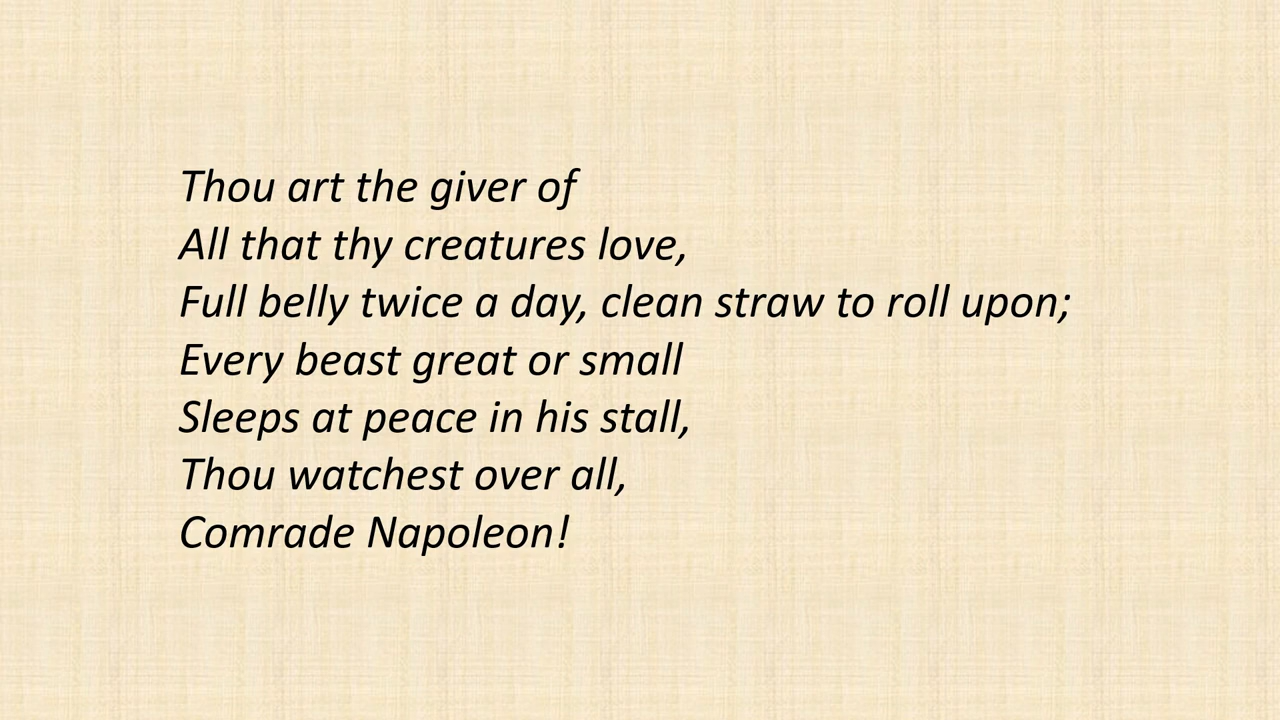 Thou art the giver of
All that thy creatures love,
Full belly twice a day, clean straw to roll upon;
Every beast great or small
Sleeps at peace in his stall,
Thou watchest over all,
Comrade Napoleon!